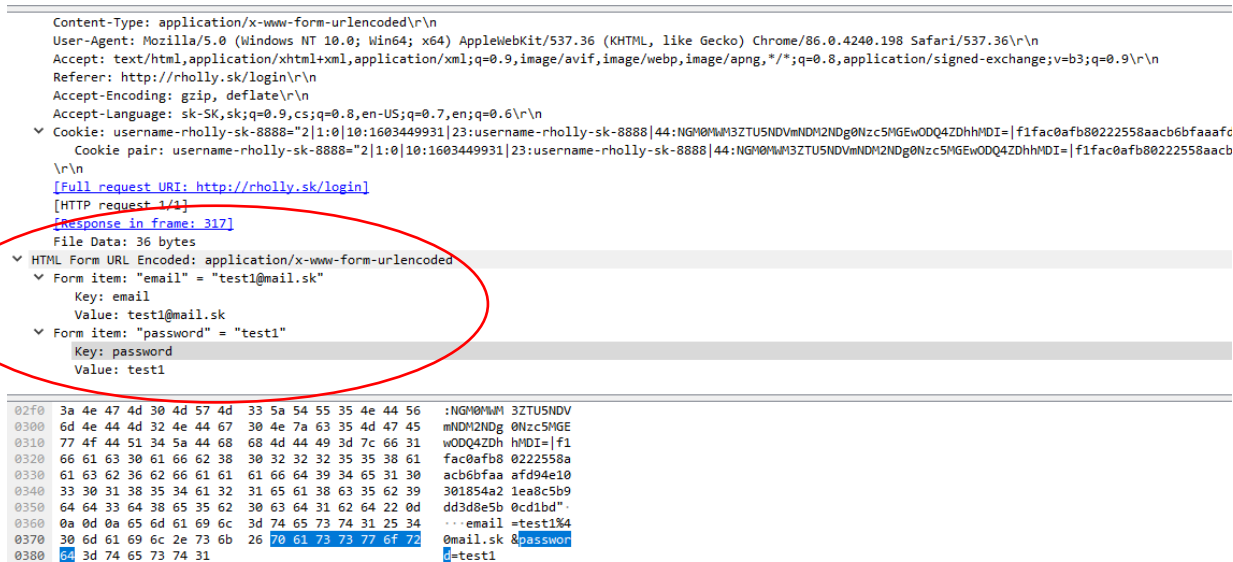 Content-Type: application/x-www-form-urlencoded\r\n
User-Agent: Mozilla/5.0 (Windows NT 10.0; Win64; x64) AppleWebKit/537.36 (KHTML, like Gecko) Chrome/86.0.4240.198 Safari/537.36\r\n
Accept: text/html,application/xhtml+xml,application/xml;q=0.9,image/avif,image/webp,image/apng,*/*;q=0.8,application/signed-exchange;v=b3;q=0.9\r\n
Referer: http://rholly.sk/login\r\n
Accept-Encoding: gzip, deflate\r\n
Accept-Language: sk-SK,sk;q=0.9,cs;q=0.8,en-US;q=0.7,en;q=0.6\r\n
Cookie: username-rholly-sk-8888="2|1:0|10:1603449931|23:username-rholly-sk-8888|44:NGM0MWM3ZTU5NDVmNDM2NDg0Nzc5MGEwODQ4ZDhhMDI=|f1fac0afb80222558aacb6bfaaafd
Cookie pair: username-rholly-sk-8888="2|1:0|10:1603449931|23:username-rholly-sk-8888|44:NGM0MWM3ZTU5NDVmNDM2NDg0Nzc5MGEwODQ4ZDhhMDI=|f1fac0afb80222558aacb
\r\n
[Full request URI: http://rholly.sk/login]
[HTTP request 1/1]
[Response in frame: 317]
File Data: 36 bytes
HTML Form URL Encoded: application/x-www-form-urlencoded
Form item: "email" = "test1@mail.sk"
Key: email
Value: test1@mail.sk
Form item: "password" = "test1"
Key: password
Value: test1
02f0 3a 4e 47 4d 30 4d 57 4d 33 5a 54 55 35 4e 44 56 :NGM0MWM 3ZTU5NDV
0300 6d 4e 44 4d 32 4e 44 67 30 4e 7a 63 35 4d 47 45 mNDM2NDg 0Nzc5MGE
0310 77 4f 44 51 34 5a 44 68 68 4d 44 49 3d 7c 66 31 wODQ4ZDh hMDI=|f1
0320 66 61 63 30 61 66 62 38 30 32 32 32 35 35 38 61 fac0afb8 0222558a
0330 61 63 62 36 62 66 61 61 61 66 64 39 34 65 31 30 acb6bfaa afd94e10
0340 33 30 31 38 35 34 61 32 31 65 61 38 63 35 62 39 301854a2 1ea8c5b9
0350 64 64 33 64 38 65 35 62 30 63 64 31 62 64 22 0d dd3d8e5b 0cd1bd"·
0360 0a 0d 0a 65 6d 61 69 6c 3d 74 65 73 74 31 25 34 ···email =test1%4
0370 30 6d 61 69 6c 2e 73 6b 26 70 61 73 73 77 6f 72 0mail.sk &passwor
0380 64 3d 74 65 73 74 31 d=test1